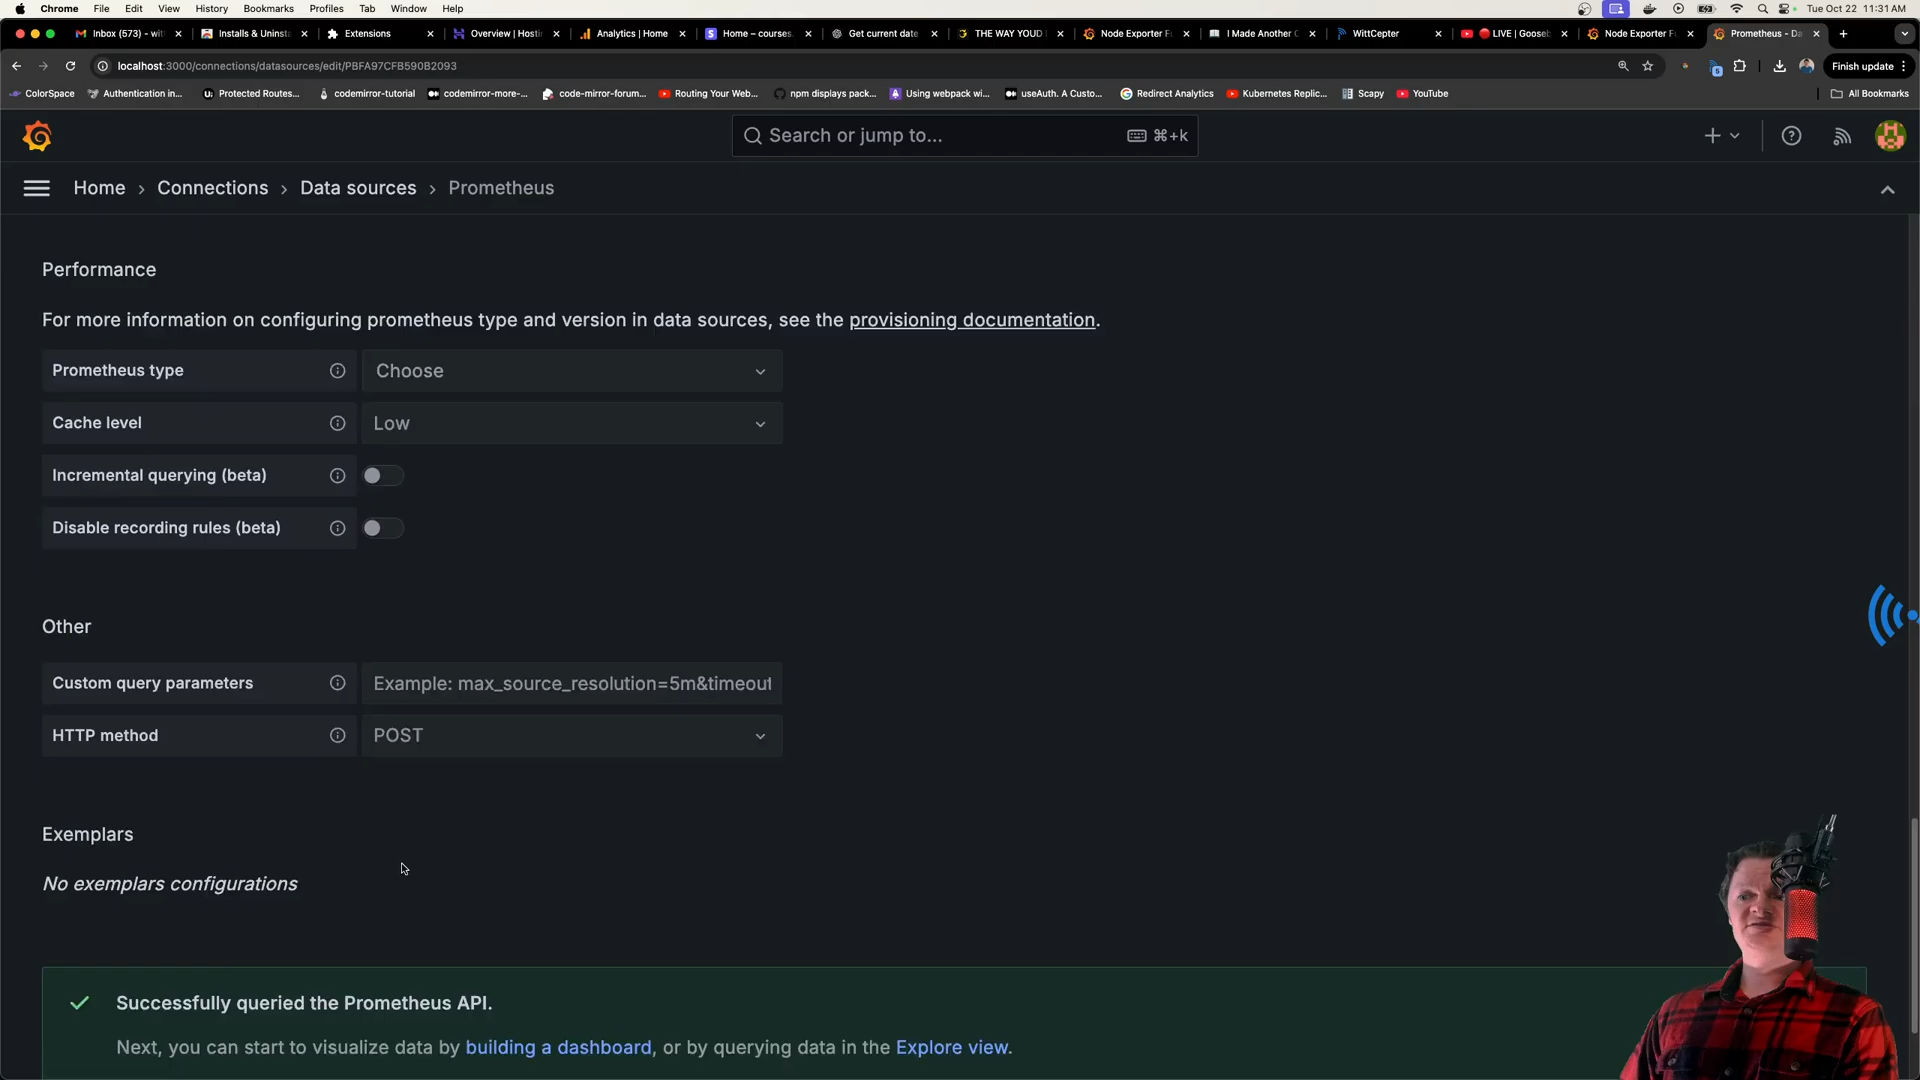 Chrome File Edit View History Bookmarks Profiles Tab Window Help Tue Oct 22 11:31 AM
Inbox (573) - wit Installs & Uninsta Extensions Overview | Hosti Analytics | Home Home – courses. Get current date THE WAY YOUD Node Exporter Fu I Made Another C WittCepter LIVE | Gooseb Node Exporter F Prometheus - Da
localhost:3000/connections/datasources/edit/PBFA97CFB590B2093 5 Finish update
ColorSpace Authentication in... Protected Routes... codemirror-tutorial codemirror-more-... code-mirror-forum... Routing Your Web... npm displays pack... Using webpack wi... useAuth. A Custo... Redirect Analytics Kubernetes Replic... Scapy YouTube All Bookmarks
Search or jump to... ⌘+k
Home › Connections › Data sources › Prometheus
Performance
For more information on configuring prometheus type and version in data sources, see the provisioning documentation.
Prometheus type Choose
Cache level Low
Incremental querying (beta)
Disable recording rules (beta)
Other
Custom query parameters Example: max_source_resolution=5m&timeout
HTTP method POST
Exemplars
No exemplars configurations
Successfully queried the Prometheus API.
Next, you can start to visualize data by building a dashboard, or by querying data in the Explore view.